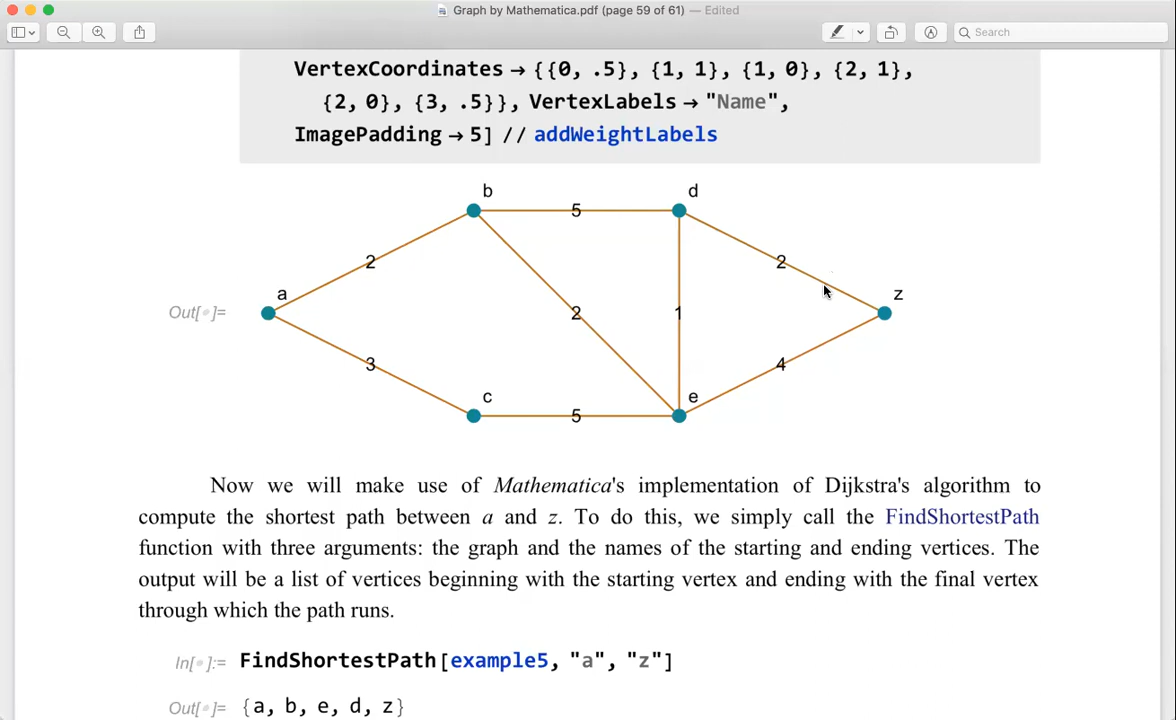 Graph by Mathematica.pdf (page 59 of 61) — Edited
Search
VertexCoordinates → {{0, .5}, {1, 1}, {1, 0}, {2, 1},
{2, 0}, {3, .5}}, VertexLabels → "Name",
ImagePadding → 5] // addWeightLabels
b d
5
2 2
a z
Out[•]= 2 1
3 4
c e
5
Now we will make use of Mathematica's implementation of Dijkstra's algorithm to
compute the shortest path between a and z. To do this, we simply call the FindShortestPath
function with three arguments: the graph and the names of the starting and ending vertices. The
output will be a list of vertices beginning with the starting vertex and ending with the final vertex
through which the path runs.
In[•]:= FindShortestPath[example5, "a", "z"]
Out[•]= {a, b, e, d, z}